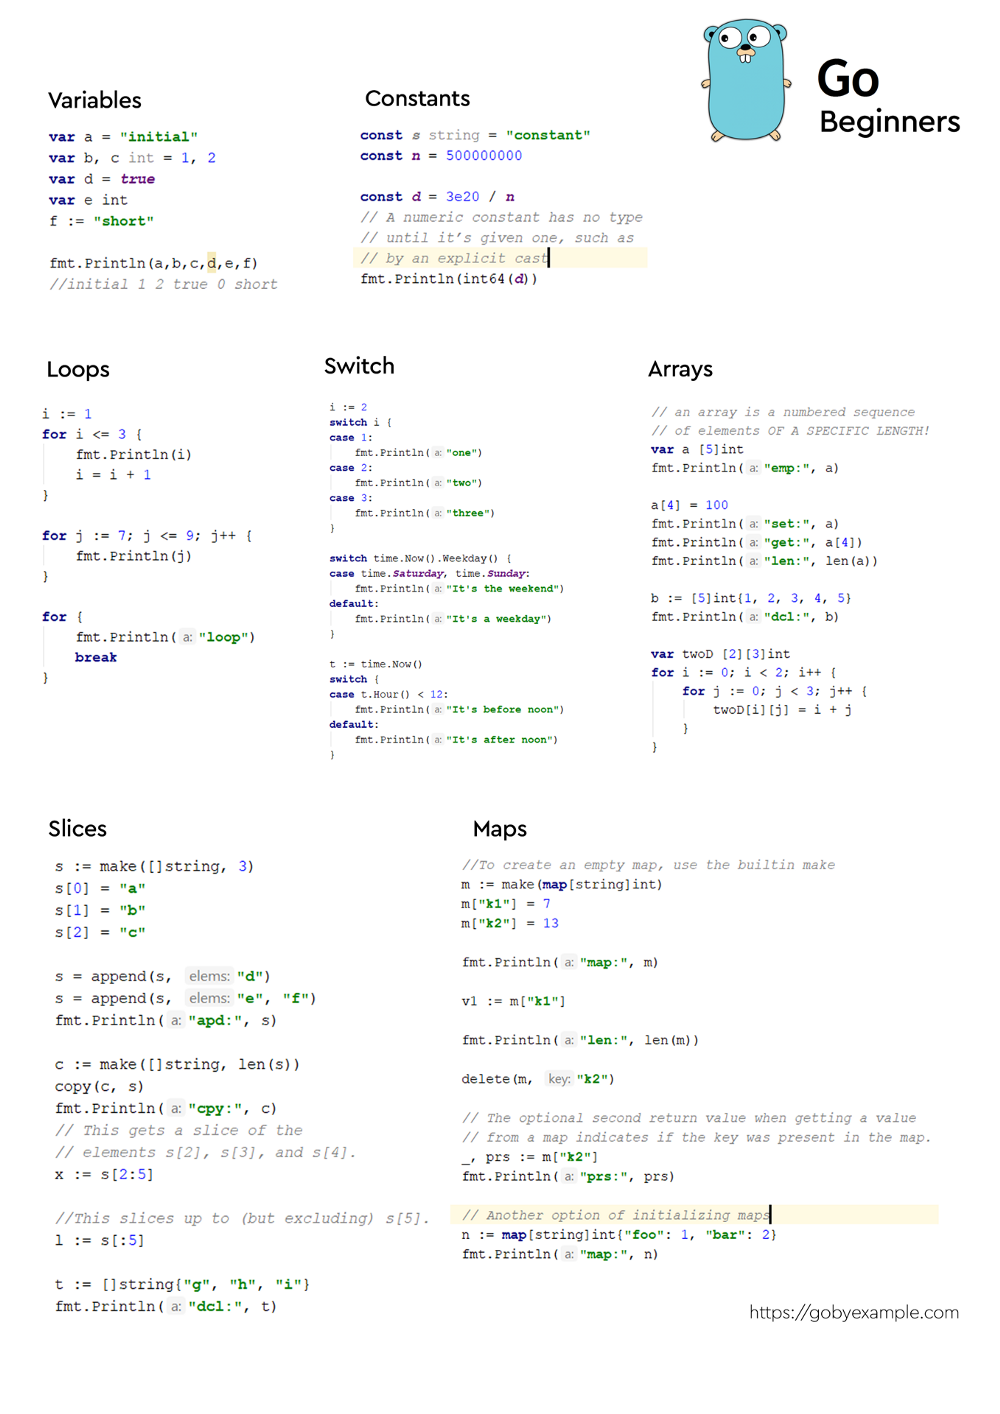 Go
Beginners
Variables
var a = "initial"
var b, c int = 1, 2
var d = true
var e int
f := "short"
fmt.Println(a,b,c,d,e,f)
//initial 1 2 true 0 short
Constants
const s string = "constant"
const n = 500000000
const d = 3e20 / n
// A numeric constant has no type
// until it's given one, such as
// by an explicit cast
fmt.Println(int64(d))
Loops
i := 1
for i <= 3 {
fmt.Println(i)
i = i + 1
}
for j := 7; j <= 9; j++ {
fmt.Println(j)
}
for {
fmt.Println( a: "loop")
break
}
Switch
i := 2
switch i {
case 1:
fmt.Println( a: "one")
case 2:
fmt.Println( a: "two")
case 3:
fmt.Println( a: "three")
}
switch time.Now().Weekday() {
case time.Saturday, time.Sunday:
fmt.Println( a: "It's the weekend")
default:
fmt.Println( a: "It's a weekday")
}
t := time.Now()
switch {
case t.Hour() < 12:
fmt.Println( a: "It's before noon")
default:
fmt.Println( a: "It's after noon")
}
Arrays
// an array is a numbered sequence
// of elements OF A SPECIFIC LENGTH!
var a [5]int
fmt.Println( a: "emp:", a)
a[4] = 100
fmt.Println( a: "set:", a)
fmt.Println( a: "get:", a[4])
fmt.Println( a: "len:", len(a))
b := [5]int{1, 2, 3, 4, 5}
fmt.Println( a: "dcl:", b)
var twoD [2][3]int
for i := 0; i < 2; i++ {
for j := 0; j < 3; j++ {
twoD[i][j] = i + j
}
}
Slices
s := make([]string, 3)
s[0] = "a"
s[1] = "b"
s[2] = "c"
s = append(s, elems: "d")
s = append(s, elems: "e", "f")
fmt.Println( a: "apd:", s)
c := make([]string, len(s))
copy(c, s)
fmt.Println( a: "cpy:", c)
// This gets a slice of the
// elements s[2], s[3], and s[4].
x := s[2:5]
//This slices up to (but excluding) s[5].
l := s[:5]
t := []string{"g", "h", "i"}
fmt.Println( a: "dcl:", t)
Maps
//To create an empty map, use the builtin make
m := make(map[string]int)
m["k1"] = 7
m["k2"] = 13
fmt.Println( a: "map:", m)
v1 := m["k1"]
fmt.Println( a: "len:", len(m))
delete(m, key: "k2")
// The optional second return value when getting a value
// from a map indicates if the key was present in the map.
_, prs := m["k2"]
fmt.Println( a: "prs:", prs)
// Another option of initializing maps
n := map[string]int{"foo": 1, "bar": 2}
fmt.Println( a: "map:", n)
https://gobyexample.com